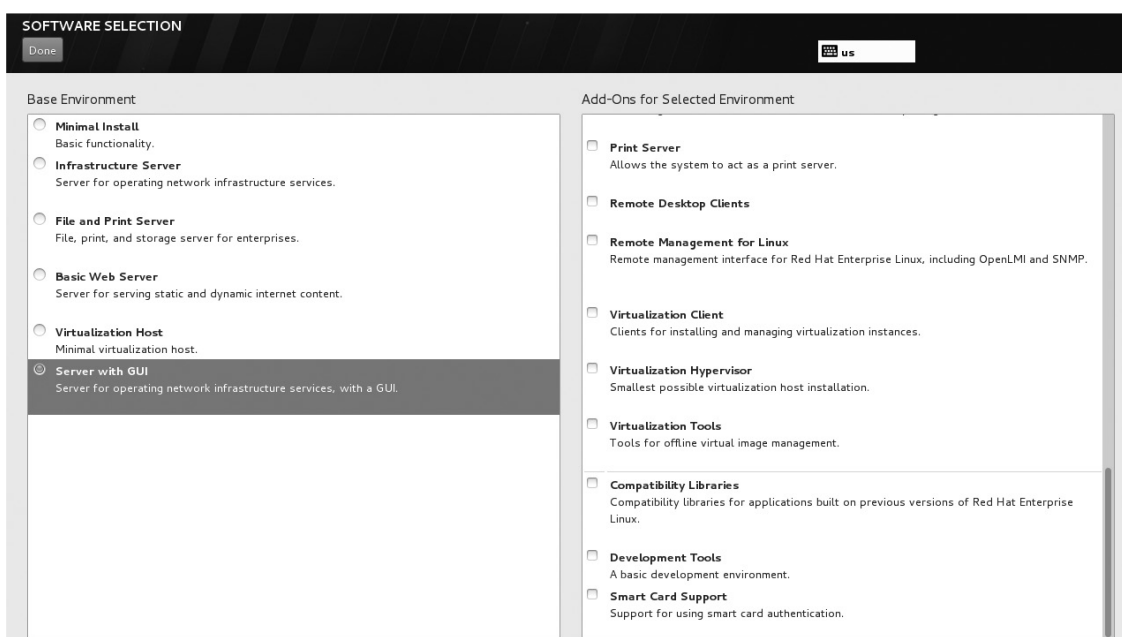 SOFTWARE SELECTION
Done
us
Base Environment
Minimal Install
Basic functionality.
Infrastructure Server
Server for operating network infrastructure services.
File and Print Server
File, print, and storage server for enterprises.
Basic Web Server
Server for serving static and dynamic internet content.
Virtualization Host
Minimal virtualization host.
Server with GUI
Server for operating network infrastructure services, with a GUI.
Add-Ons for Selected Environment
Print Server
Allows the system to act as a print server.
Remote Desktop Clients
Remote Management for Linux
Remote management interface for Red Hat Enterprise Linux, including OpenLMI and SNMP.
Virtualization Client
Clients for installing and managing virtualization instances.
Virtualization Hypervisor
Smallest possible virtualization host installation.
Virtualization Tools
Tools for offline virtual image management.
Compatibility Libraries
Compatibility libraries for applications built on previous versions of Red Hat Enterprise
Linux.
Development Tools
A basic development environment.
Smart Card Support
Support for using smart card authentication.